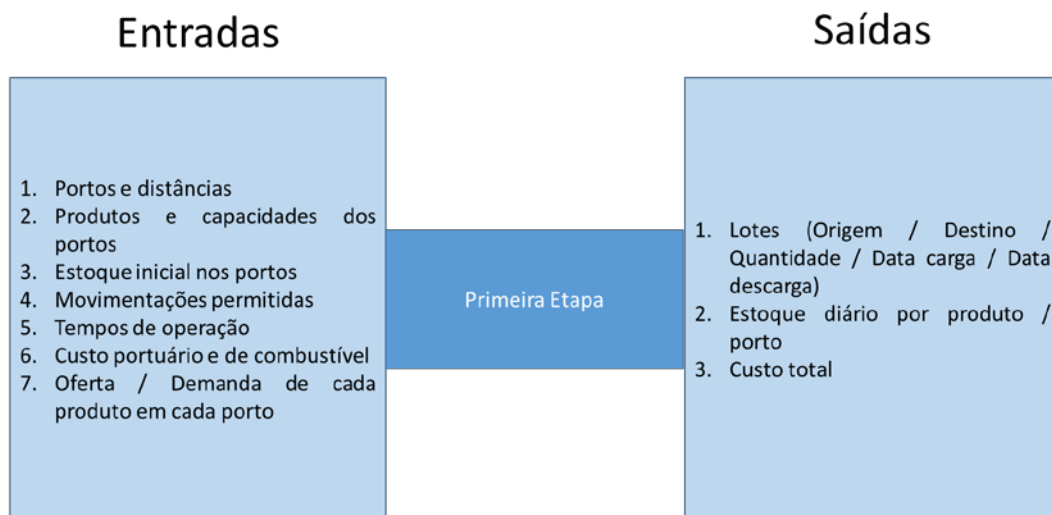 Entradas
1. Portos e distâncias
2. Produtos e capacidades dos
portos
3. Estoque inicial nos portos
4. Movimentações permitidas
5. Tempos de operação
6. Custo portuário e de combustível
7. Oferta / Demanda de cada
produto em cada porto
Primeira Etapa
Saídas
1. Lotes (Origem / Destino /
Quantidade / Data carga / Data
descarga)
2. Estoque diário por produto /
porto
3. Custo total